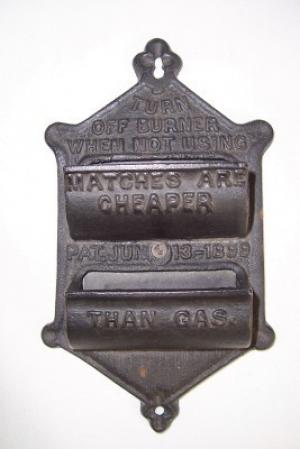 TURN
OFF BURNER
WHEN NOT USING
MATCHES ARE
CHEAPER
PAT. JUN 13-1899
THAN GAS.